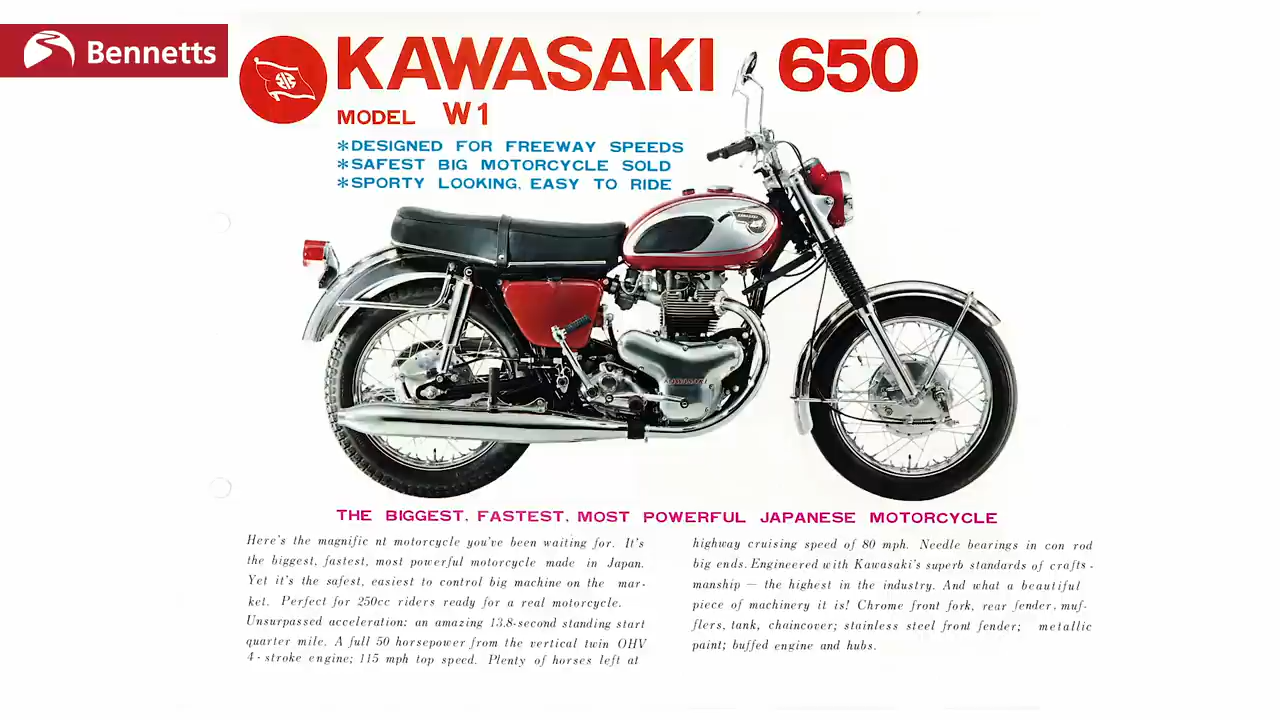 Bennetts
KAWASAKI 650
MODEL W1
*DESIGNED FOR FREEWAY SPEEDS
*SAFEST BIG MOTORCYCLE SOLD
*SPORTY LOOKING, EASY TO RIDE
KAWASAKI
KAWASAKI
THE BIGGEST, FASTEST, MOST POWERFUL JAPANESE MOTORCYCLE
Here's the magnific nt motorcycle you've been waiting for. It's
the biggest, fastest, most powerful motorcycle made in Japan.
Yet it's the safest, easiest to control big machine on the mar-
ket. Perfect for 250cc riders ready for a real motorcycle.
Unsurpassed acceleration: an amazing 13.8-second standing start
quarter mile. A full 50 horsepower from the vertical twin OHV
4-stroke engine; 115 mph top speed. Plenty of horses left at
highway cruising speed of 80 mph. Needle bearings in con rod
big ends. Engineered with Kawasaki's superb standards of crafts-
manship — the highest in the industry. And what a beautiful
piece of machinery it is! Chrome front fork, rear fender, muf-
flers, tank, chaincover; stainless steel front fender; metallic
paint; buffed engine and hubs.